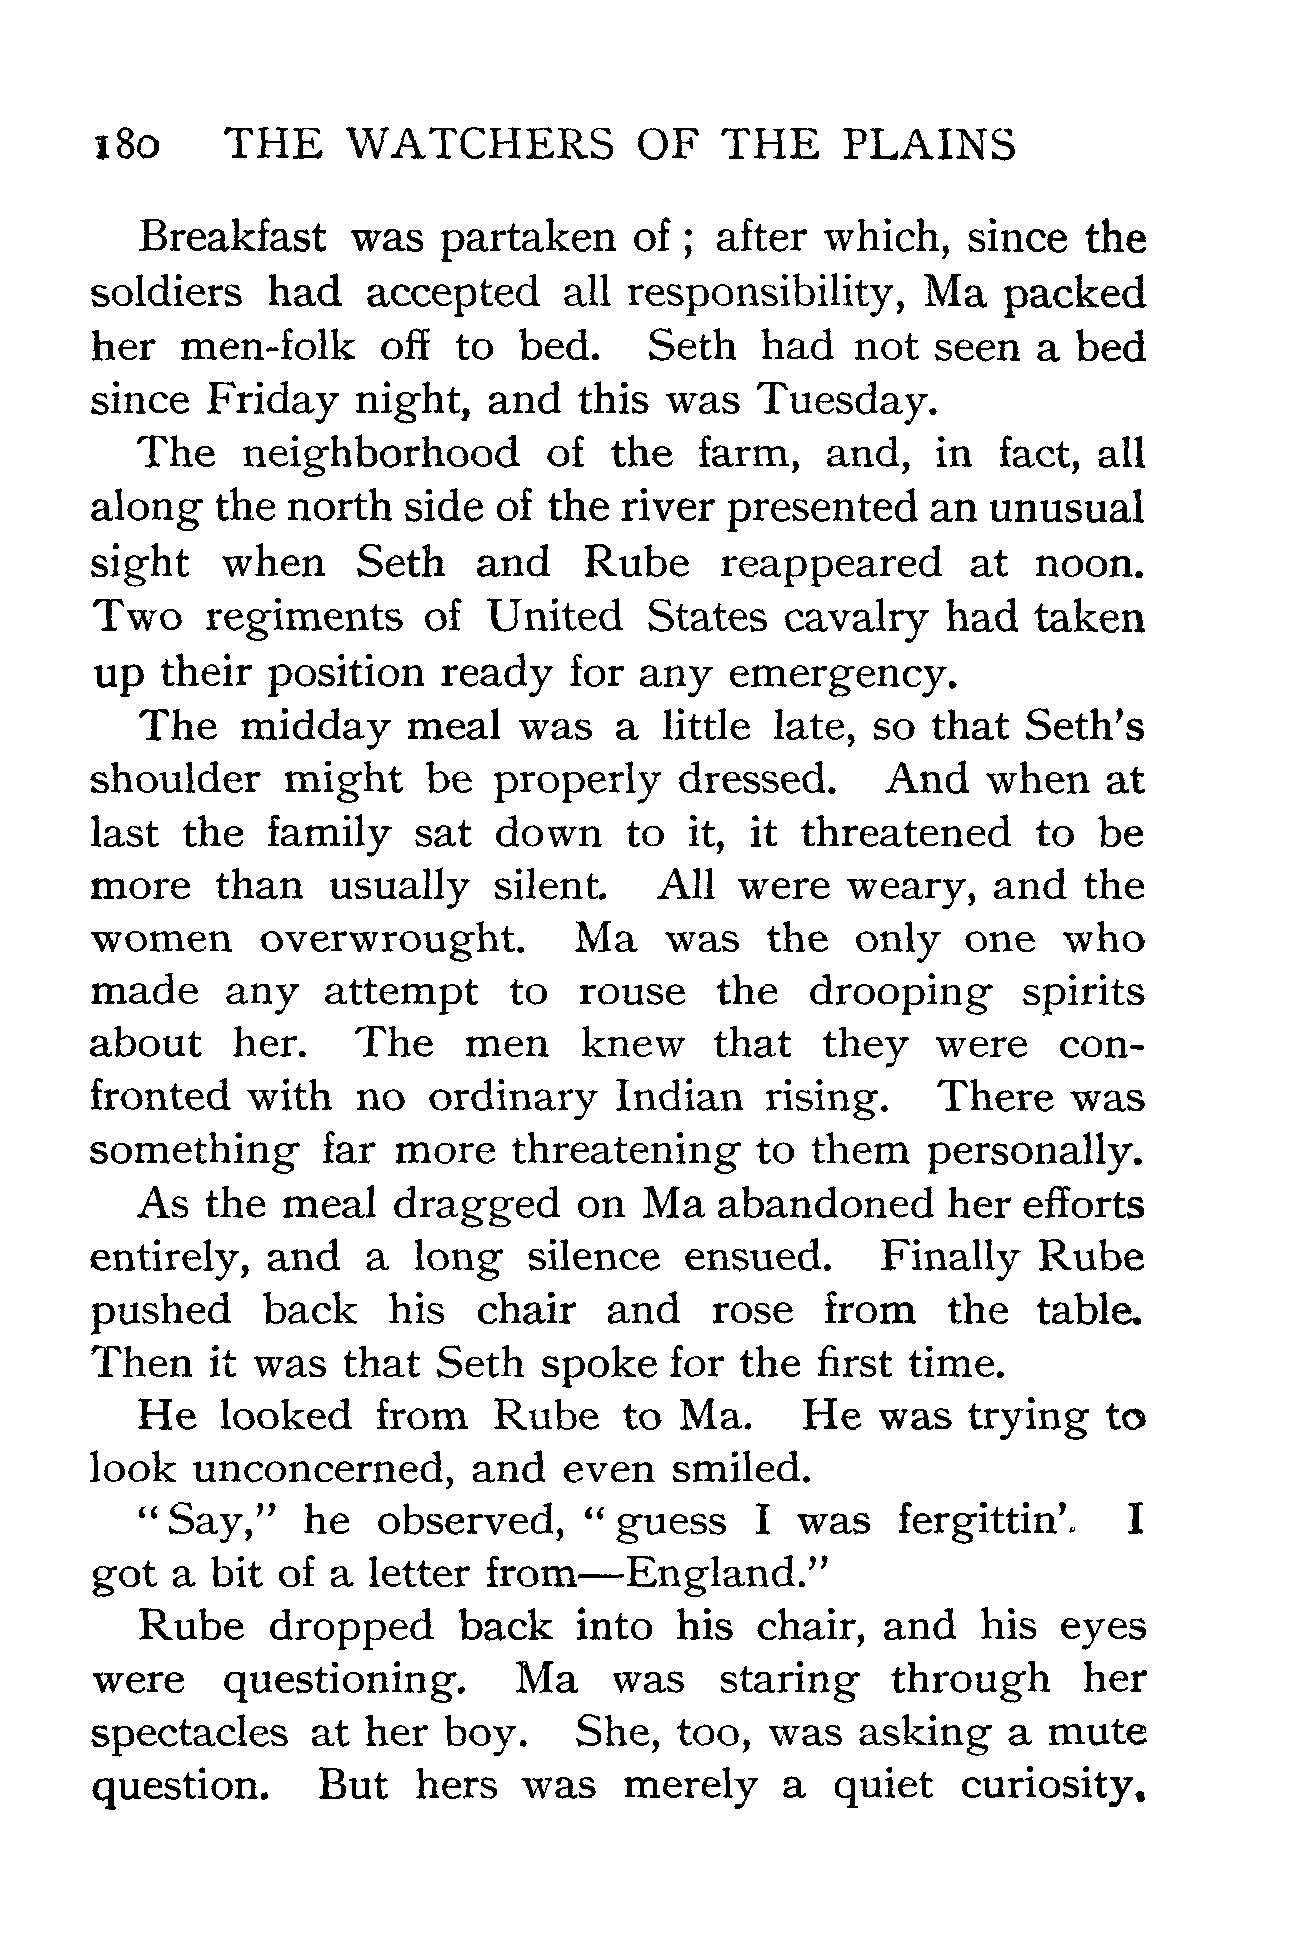 180 THE WATCHERS OF THE PLAINS
Breakfast was partaken of ; after which, since the
soldiers had accepted all responsibility, Ma packed
her men-folk off to bed. Seth had not seen a bed
since Friday night, and this was Tuesday.
The neighborhood of the farm, and, in fact, all
along the north side of the river presented an unusual
sight when Seth and Rube reappeared at noon.
Two regiments of United States cavalry had taken
up their position ready for any emergency.
The midday meal was a little late, so that Seth's
shoulder might be properly dressed. And when at
last the family sat down to it, it threatened to be
more than usually silent. All were weary, and the
women overwrought. Ma was the only one who
made any attempt to rouse the drooping spirits
about her. The men knew that they were con-
fronted with no ordinary Indian rising. There was
something far more threatening to them personally.
As the meal dragged on Ma abandoned her efforts
entirely, and a long silence ensued. Finally Rube
pushed back his chair and rose from the table.
Then it was that Seth spoke for the first time.
He looked from Rube to Ma. He was trying to
look unconcerned, and even smiled.
“ Say,” he observed, “ guess I was fergittin'. I
got a bit of a letter from—England.”
Rube dropped back into his chair, and his eyes
were questioning. Ma was staring through her
spectacles at her boy. She, too, was asking a mute
question. But hers was merely a quiet curiosity.